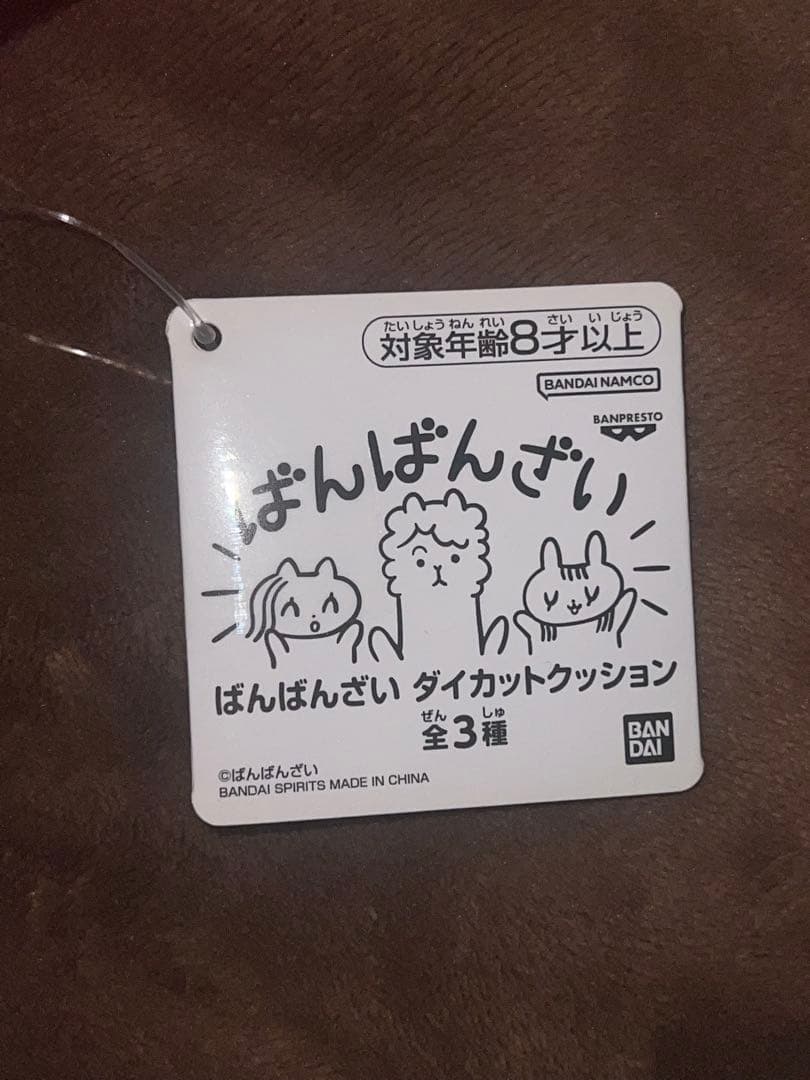 たいしょうねんれい さい いじょう
対象年齢8才以上
BANDAI NAMCO
BANPRESTO
ばんばんざい
ばんばんざい ダイカットクッション
ぜん しゅ
全3種
BAN
DAI
©ばんばんざい
BANDAI SPIRITS MADE IN CHINA